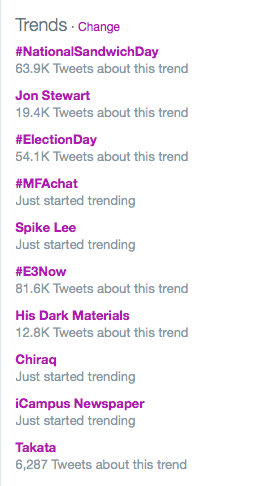 Trends · Change
#NationalSandwichDay
63.9K Tweets about this trend
Jon Stewart
19.4K Tweets about this trend
#ElectionDay
54.1K Tweets about this trend
#MFAchat
Just started trending
Spike Lee
Just started trending
#E3Now
81.6K Tweets about this trend
His Dark Materials
12.8K Tweets about this trend
Chiraq
Just started trending
iCampus Newspaper
Just started trending
Takata
6,287 Tweets about this trend